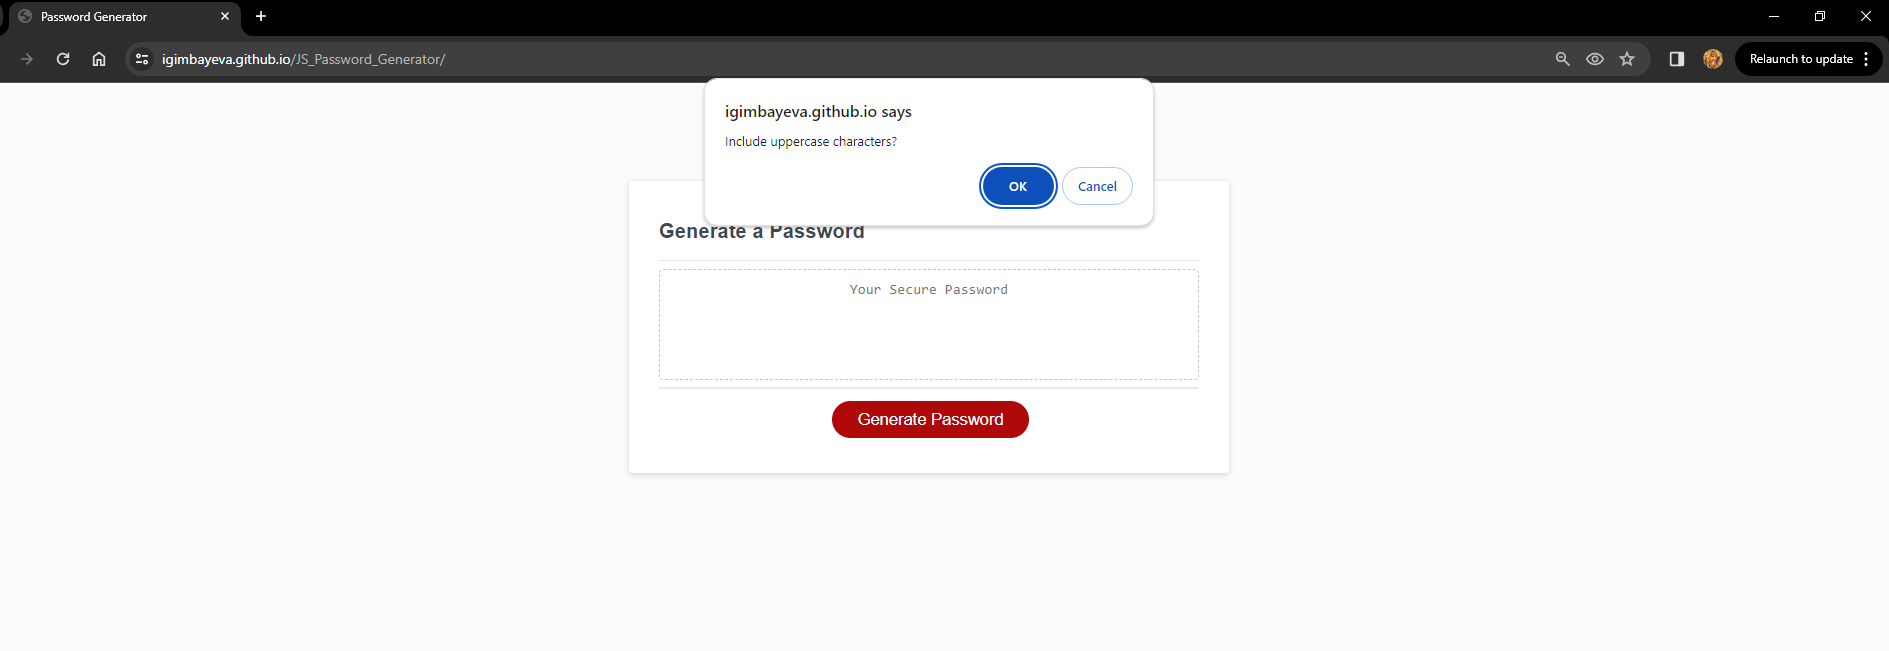 Password Generator
igimbayeva.github.io/JS_Password_Generator/
Relaunch to update
igimbayeva.github.io says
Include uppercase characters?
OK
Cancel
Generate a Password
Your Secure Password
Generate Password